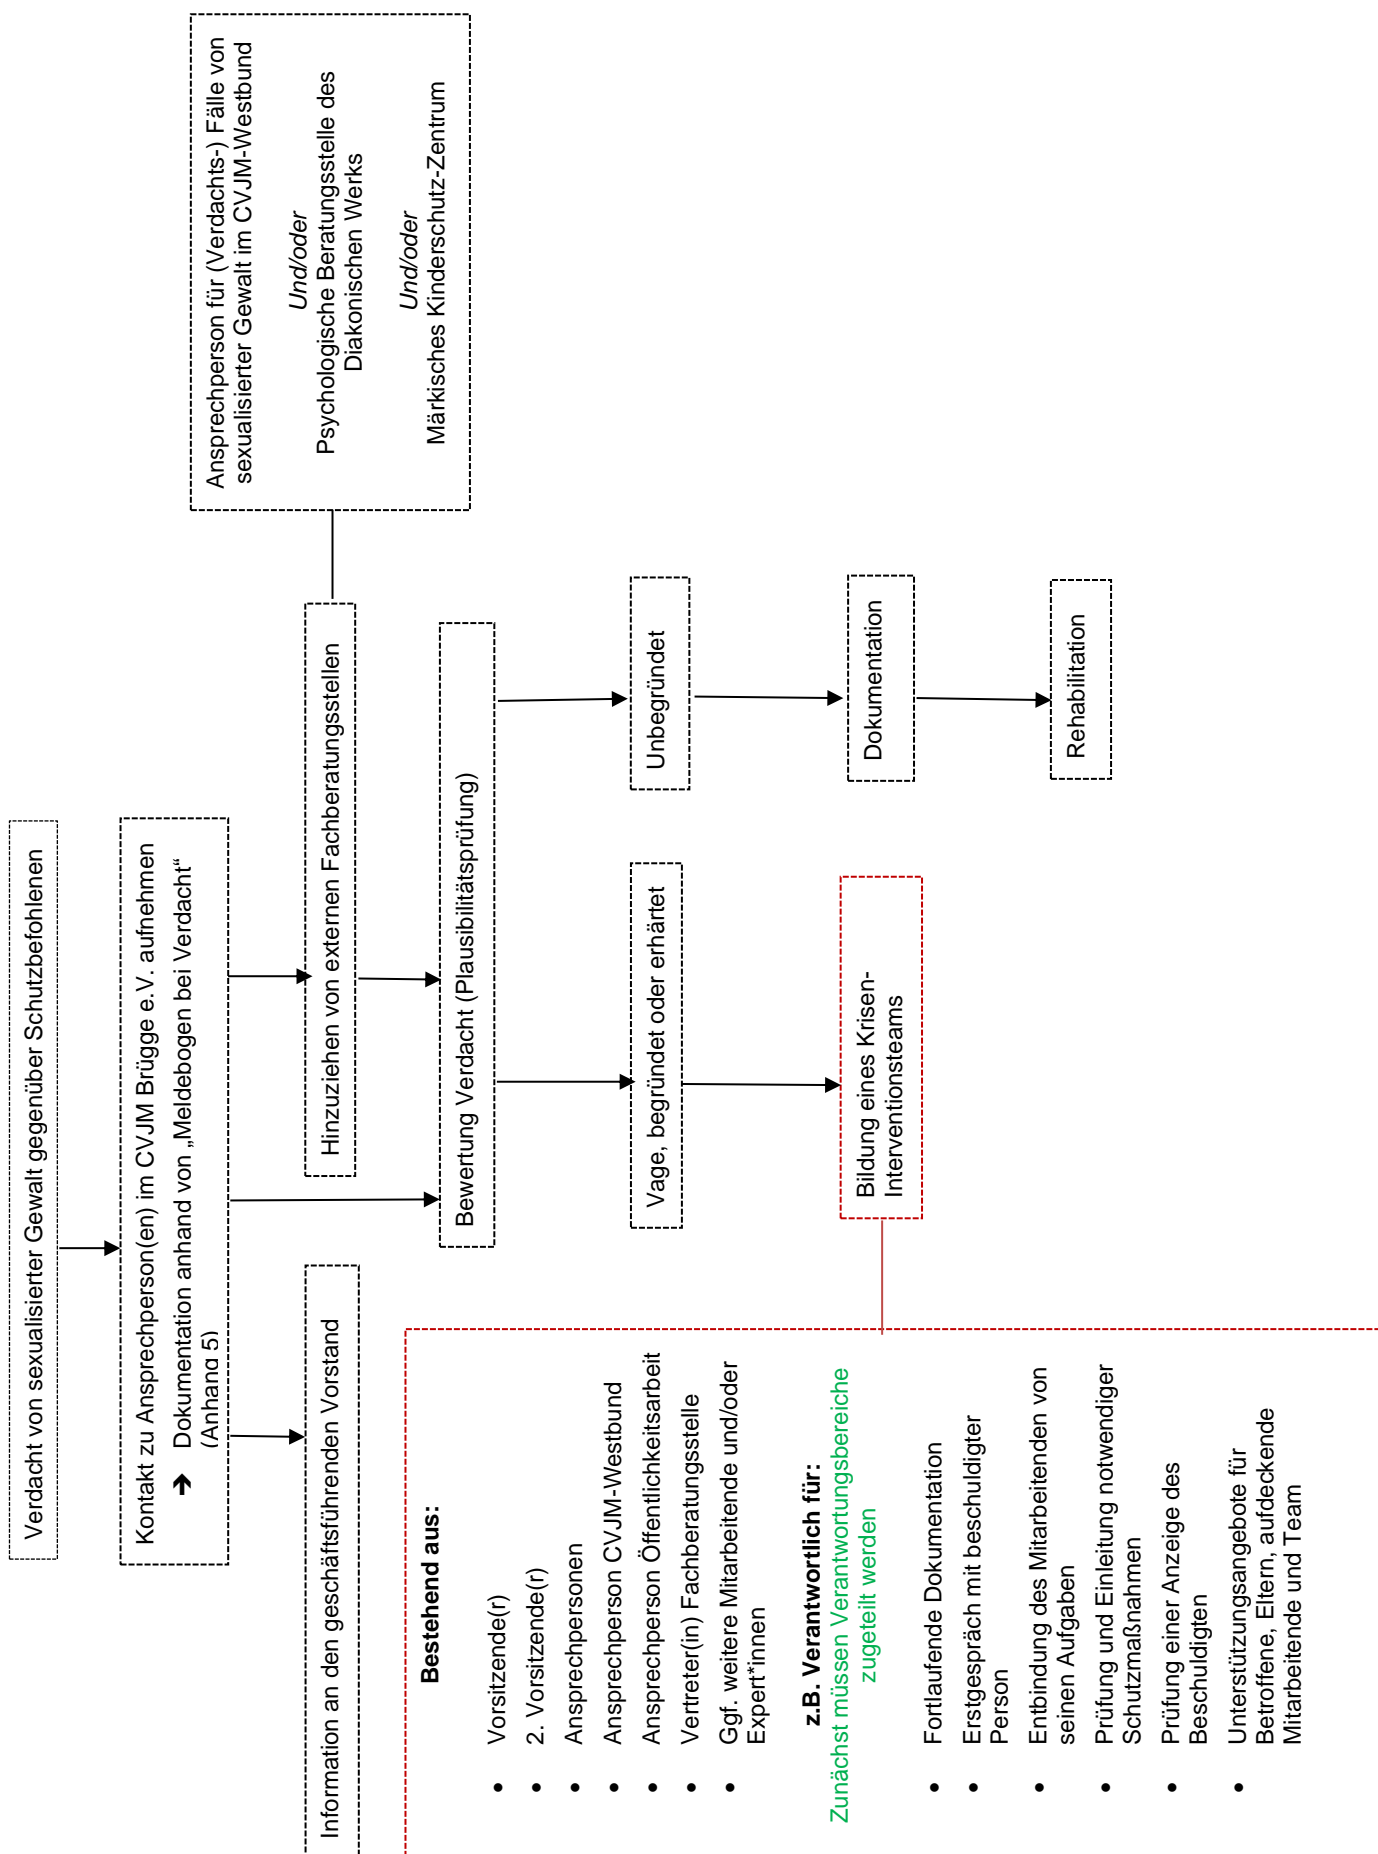 Verdacht von sexualisierter Gewalt gegenüber Schutzbefohlenen
Kontakt zu Ansprechperson(en) im CVJM Brügge e.V. aufnehmen
➔ Dokumentation anhand von „Meldebogen bei Verdacht“
(Anhang 5)
Information an den geschäftsführenden Vorstand
Hinzuziehen von externen Fachberatungsstellen
Ansprechperson für (Verdachts-) Fälle von
sexualisierter Gewalt im CVJM-Westbund
Und/oder
Psychologische Beratungsstelle des
Diakonischen Werks
Und/oder
Märkisches Kinderschutz-Zentrum
Bewertung Verdacht (Plausibilitätsprüfung)
Vage, begründet oder erhärtet
Unbegründet
Bildung eines Krisen-
Interventionsteams
Dokumentation
Rehabilitation
Bestehend aus:
• Vorsitzende(r)
• 2. Vorsitzende(r)
• Ansprechpersonen
• Ansprechperson CVJM-Westbund
• Ansprechperson Öffentlichkeitsarbeit
• Vertreter(in) Fachberatungsstelle
• Ggf. weitere Mitarbeitende und/oder
Expert*innen
z.B. Verantwortlich für:
Zunächst müssen Verantwortungsbereiche
zugeteilt werden
• Fortlaufende Dokumentation
• Erstgespräch mit beschuldigter
Person
• Entbindung des Mitarbeitenden von
seinen Aufgaben
• Prüfung und Einleitung notwendiger
Schutzmaßnahmen
• Prüfung einer Anzeige des
Beschuldigten
• Unterstützungsangebote für
Betroffene, Eltern, aufdeckende
Mitarbeitende und Team